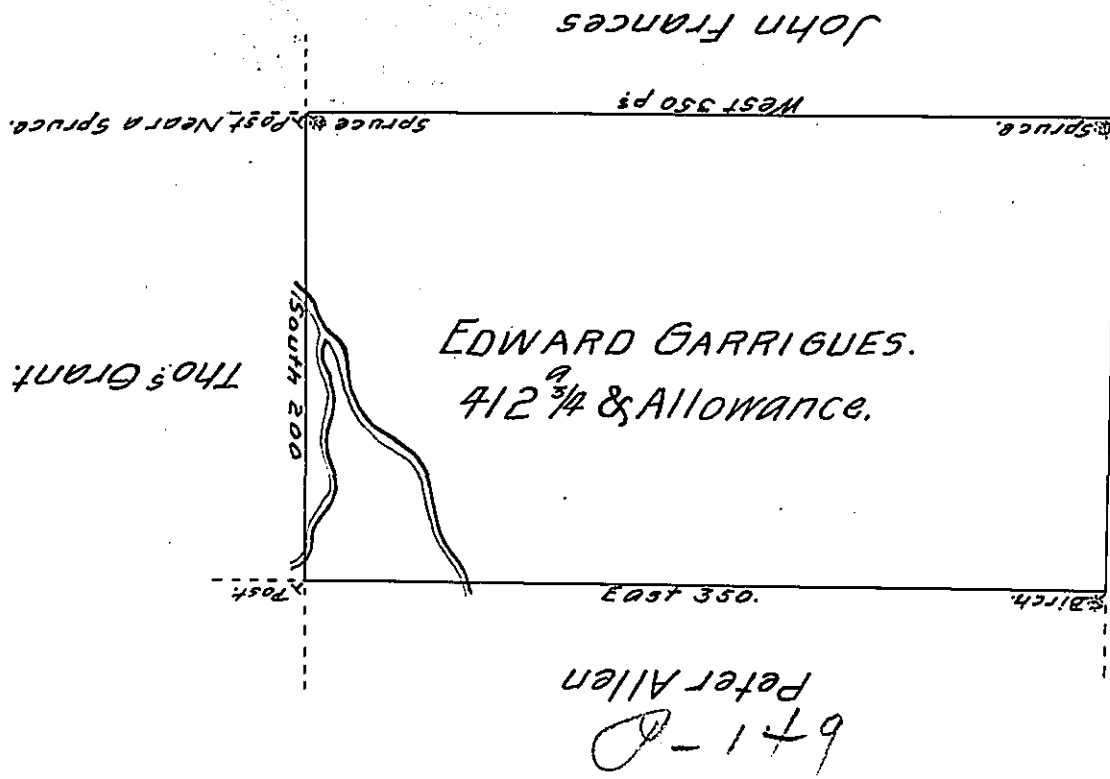 John Frances
West 350 ps.
Post Near a Spruce.
Spruce
Spruce.
South 200
Thos. Grant.
EDWARD GARRIGUES.
412 a 3/4 & Allowance.
Post.
East 350.
Birch.
Peter Allen